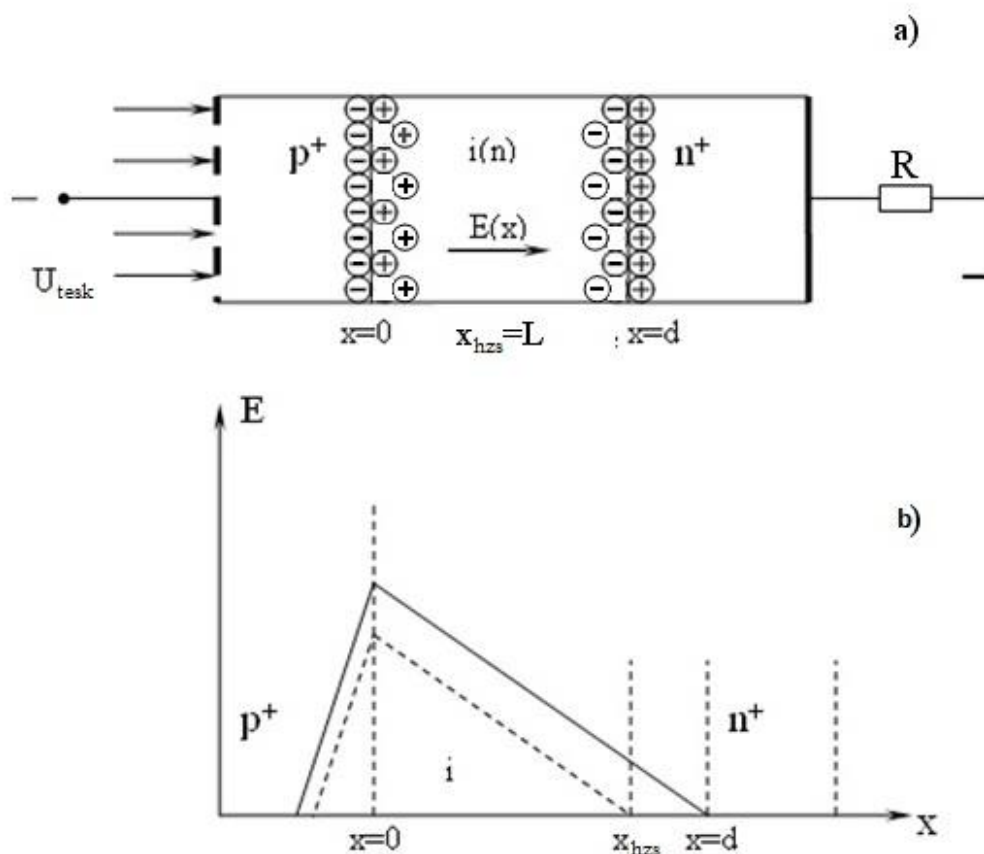 a)
p⁺ i(n) n⁺ R
E(x)
U_tesk
x=0 x_hzs=L x=d
E
b)
p⁺ n⁺
i
x=0 x_hzs x=d X